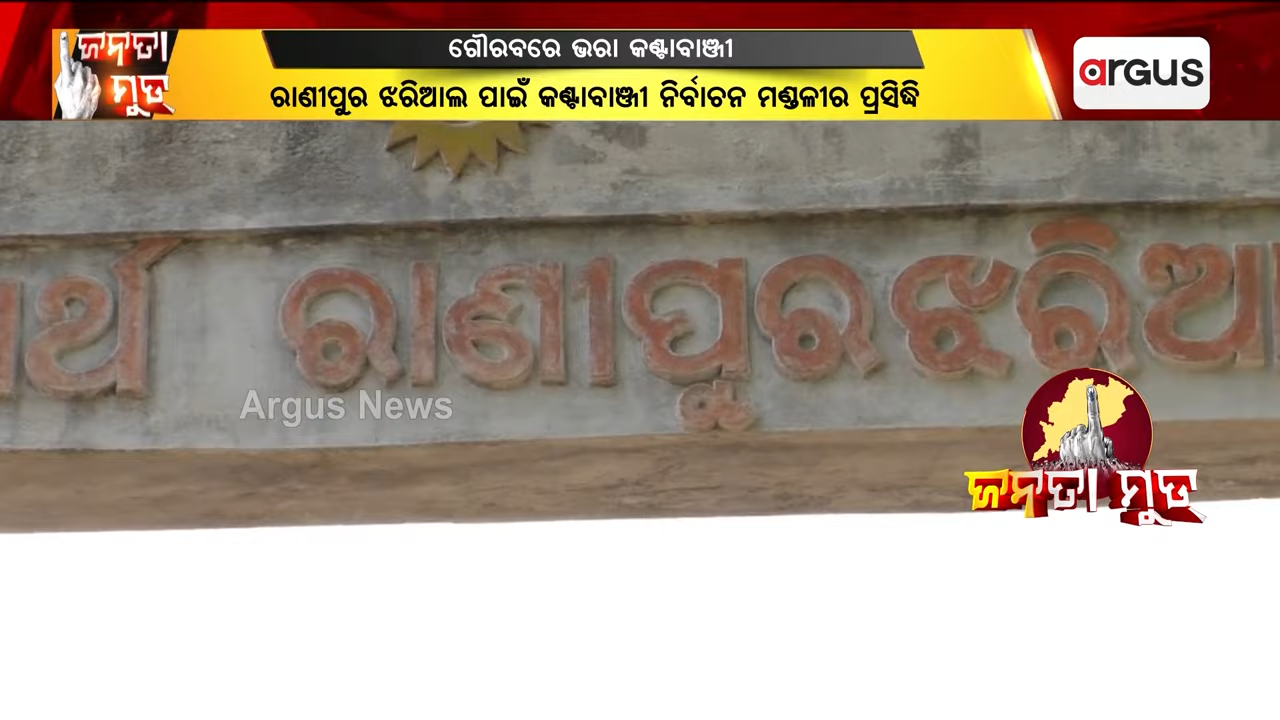 ଜନତା ମୁଡ୍
ଗୌରବରେ ଭରା କଣ୍ଟାବାଞ୍ଜୀ
ରାଣୀପୁର ଝରିଆଲ ପାଇଁ କଣ୍ଟାବାଞ୍ଜୀ ନିର୍ବାଚନ ମଣ୍ଡଳୀର ପ୍ରସିଦ୍ଧି
argus
ରାଣୀପୁରଝରିଆ
Argus News
ଜନତା ମୁଡ୍